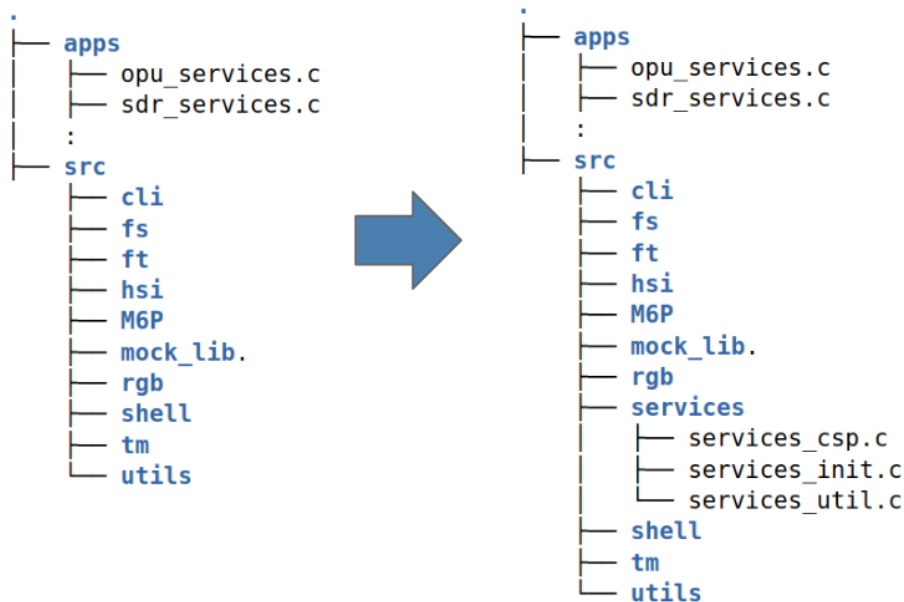 .
├── apps
│   ├── opu_services.c
│   ├── sdr_services.c
│   :
├── src
    ├── cli
    ├── fs
    ├── ft
    ├── hsi
    ├── M6P
    ├── mock_lib.
    ├── rgb
    ├── shell
    ├── tm
    └── utils
.
├── apps
│   ├── opu_services.c
│   ├── sdr_services.c
│   :
├── src
    ├── cli
    ├── fs
    ├── ft
    ├── hsi
    ├── M6P
    ├── mock_lib.
    ├── rgb
    ├── services
    │   ├── services_csp.c
    │   ├── services_init.c
    │   └── services_util.c
    ├── shell
    ├── tm
    └── utils